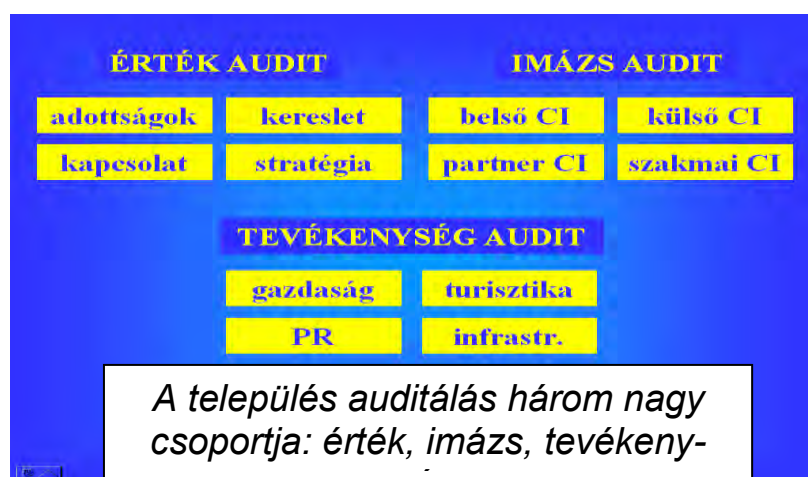 ÉRTÉK AUDIT IMÁZS AUDIT
adottságok kereslet belső CI külső CI
kapcsolat stratégia partner CI szakmai CI
TEVÉKENYSÉG AUDIT
gazdaság turisztika
PR infrastr.
A település auditálás három nagy
csoportja: érték, imázs, tevékeny-